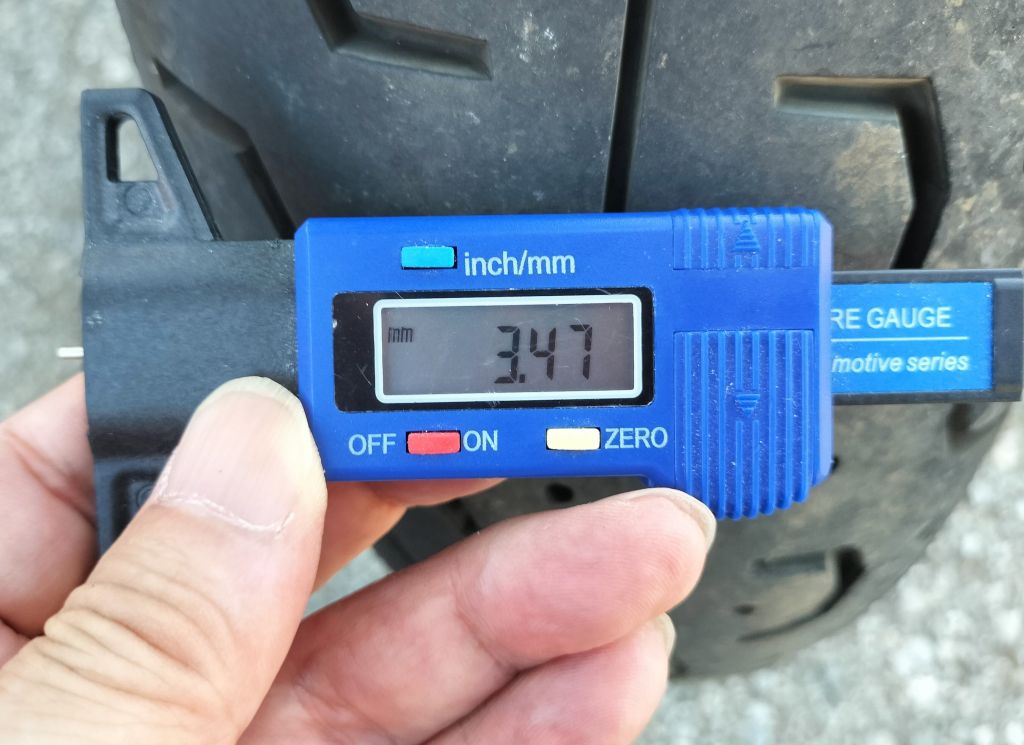 inch/mm
mm
3.47
OFF ON ZERO
RE GAUGE
motive series